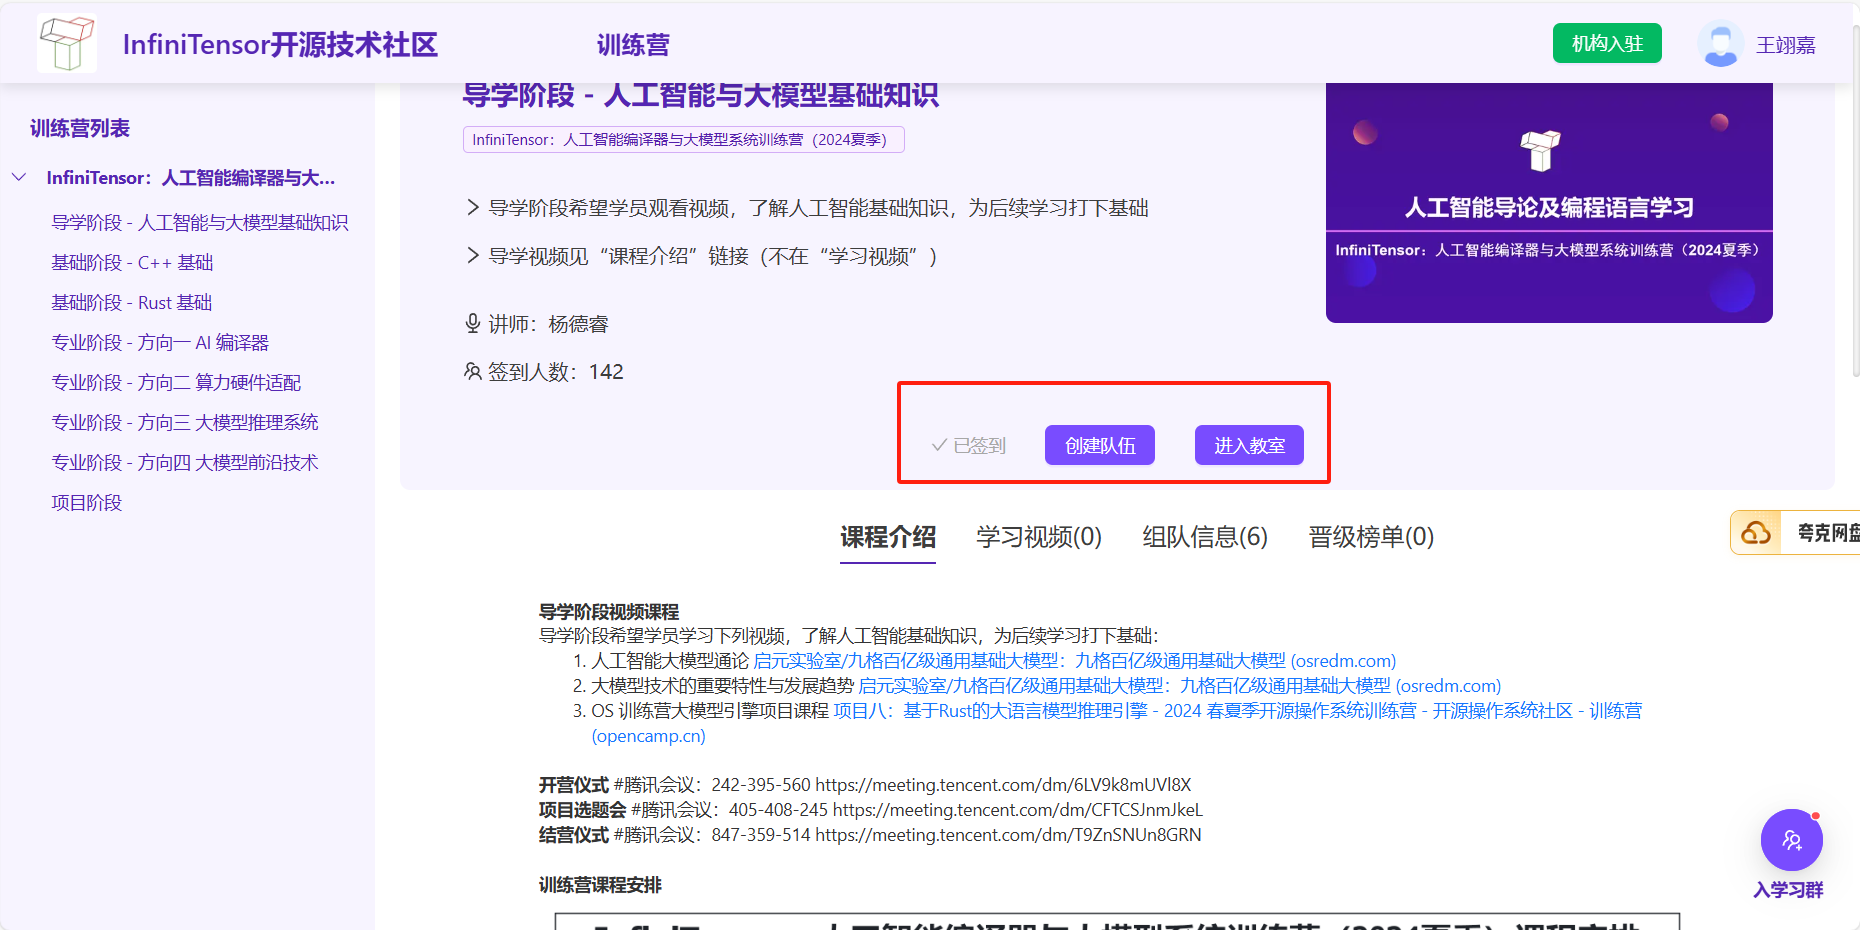 InfiniTensor开源技术社区
训练营
机构入驻
王翊嘉
训练营列表
InfiniTensor：人工智能编译器与大...
导学阶段 - 人工智能与大模型基础知识
基础阶段 - C++ 基础
基础阶段 - Rust 基础
专业阶段 - 方向一 AI 编译器
专业阶段 - 方向二 算力硬件适配
专业阶段 - 方向三 大模型推理系统
专业阶段 - 方向四 大模型前沿技术
项目阶段
导学阶段 - 人工智能与大模型基础知识
InfiniTensor：人工智能编译器与大模型系统训练营（2024夏季）
导学阶段希望学员观看视频，了解人工智能基础知识，为后续学习打下基础
导学视频见“课程介绍”链接（不在“学习视频”）
讲师：杨德睿
签到人数：142
人工智能导论及编程语言学习
InfiniTensor：人工智能编译器与大模型系统训练营（2024夏季）
已签到
创建队伍
进入教室
课程介绍
学习视频(0)
组队信息(6)
晋级榜单(0)
夸克网盘
导学阶段视频课程
导学阶段希望学员学习下列视频，了解人工智能基础知识，为后续学习打下基础：
1. 人工智能大模型通论 启元实验室/九格百亿级通用基础大模型：九格百亿级通用基础大模型 (osredm.com)
2. 大模型技术的重要特性与发展趋势 启元实验室/九格百亿级通用基础大模型：九格百亿级通用基础大模型 (osredm.com)
3. OS 训练营大模型引擎项目课程 项目八：基于Rust的大语言模型推理引擎 - 2024 春夏季开源操作系统训练营 - 开源操作系统社区 - 训练营
(opencamp.cn)
开营仪式 #腾讯会议：242-395-560 https://meeting.tencent.com/dm/6LV9k8mUVl8X
项目选题会 #腾讯会议：405-408-245 https://meeting.tencent.com/dm/CFTCSJnmJkeL
结营仪式 #腾讯会议：847-359-514 https://meeting.tencent.com/dm/T9ZnSNUn8GRN
训练营课程安排
InfiniTensor：人工智能编译器与大模型系统训练营（2024夏季）课程安排
入学习群